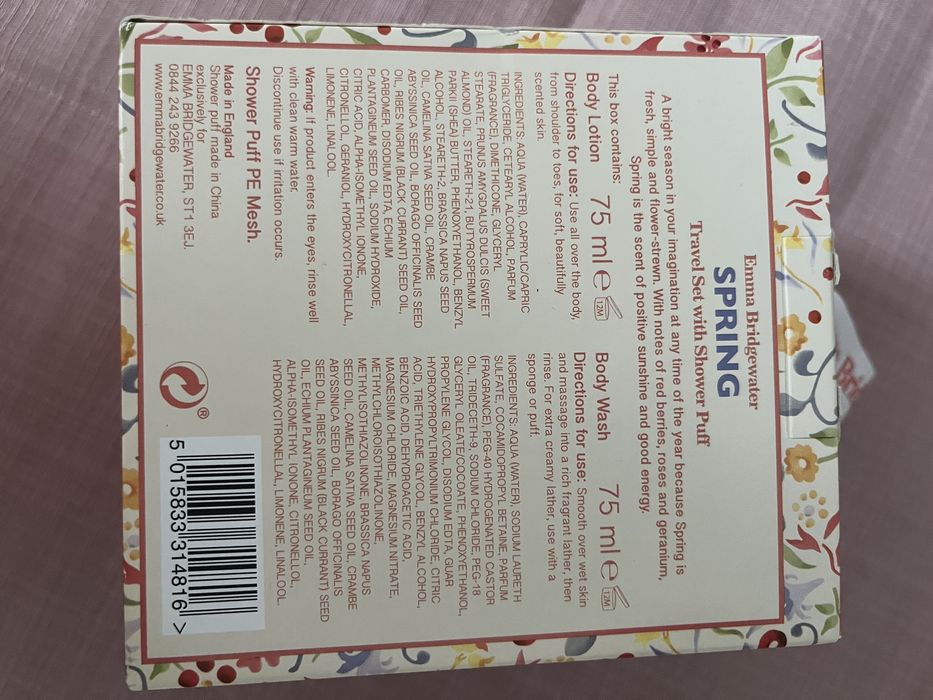 Emma Bridgewater
SPRING
Travel Set with Shower Puff
A bright season in your imagination at any time of the year because Spring is
fresh, simple and flower-strewn. With notes of red berries, roses and geranium,
Spring is the scent of positive sunshine and good energy.
This box contains:
Body Lotion 75 ml e 12M
Directions for use: Use all over the body,
from shoulder to toes, for soft, beautifully
scented skin.
INGREDIENTS: AQUA (WATER), CAPRYLIC/CAPRIC
TRIGLYCERIDE, CETEARYL ALCOHOL, PARFUM
(FRAGRANCE), DIMETHICONE, GLYCERYL
STEARATE, PRUNUS AMYGDALUS DULCIS (SWEET
ALMOND) OIL, STEARETH-21, BUTYROSPERMUM
PARKII (SHEA) BUTTER, PHENOXYETHANOL, BENZYL
ALCOHOL, STEARETH-2, BRASSICA NAPUS SEED
OIL, CAMELINA SATIVA SEED OIL, CRAMBE
ABYSSINICA SEED OIL, BORAGO OFFICINALIS SEED
OIL, RIBES NIGRUM (BLACK CURRANT) SEED OIL,
CARBOMER, DISODIUM EDTA, ECHIUM
PLANTAGINEUM SEED OIL, SODIUM HYDROXIDE,
CITRIC ACID, ALPHA-ISOMETHYL IONONE,
CITRONELLOL, GERANIOL, HYDROXYCITRONELLAL,
LIMONENE, LINALOOL.
Warning: If product enters the eyes, rinse well
with clean warm water.
Discontinue use if irritation occurs.
Shower Puff PE Mesh.
Made in England
Shower puff made in China
exclusively for
EMMA BRIDGEWATER, ST1 3EJ.
0844 243 9266
www.emmabridgewater.co.uk
Body Wash 75 ml e 12M
Directions for use: Smooth over wet skin
and massage into a rich fragrant lather, then
rinse. For extra creamy lather, use with a
sponge or puff.
INGREDIENTS: AQUA (WATER), SODIUM LAURETH
SULFATE, COCAMIDOPROPYL BETAINE, PARFUM
(FRAGRANCE), PEG-40 HYDROGENATED CASTOR
OIL, TRIDECETH-9, SODIUM CHLORIDE, PEG-18
GLYCERYL OLEATE/COCOATE, PHENOXYETHANOL,
PROPYLENE GLYCOL, DISODIUM EDTA, GUAR
HYDROXYPROPYLTRIMONIUM CHLORIDE, CITRIC
ACID, TRIETHYLENE GLYCOL, BENZYL ALCOHOL,
BENZOIC ACID, DEHYDROACETIC ACID,
MAGNESIUM CHLORIDE, MAGNESIUM NITRATE,
METHYLCHLOROISOTHIAZOLINONE,
METHYLISOTHIAZOLINONE, BRASSICA NAPUS
SEED OIL, CAMELINA SATIVA SEED OIL, CRAMBE
ABYSSINICA SEED OIL, BORAGO OFFICINALIS
SEED OIL, RIBES NIGRUM (BLACK CURRANT) SEED
OIL, ECHIUM PLANTAGINEUM SEED OIL,
ALPHA-ISOMETHYL IONONE, CITRONELLOL,
HYDROXYCITRONELLAL, LIMONENE, LINALOOL.
®
5 015833 314816 >